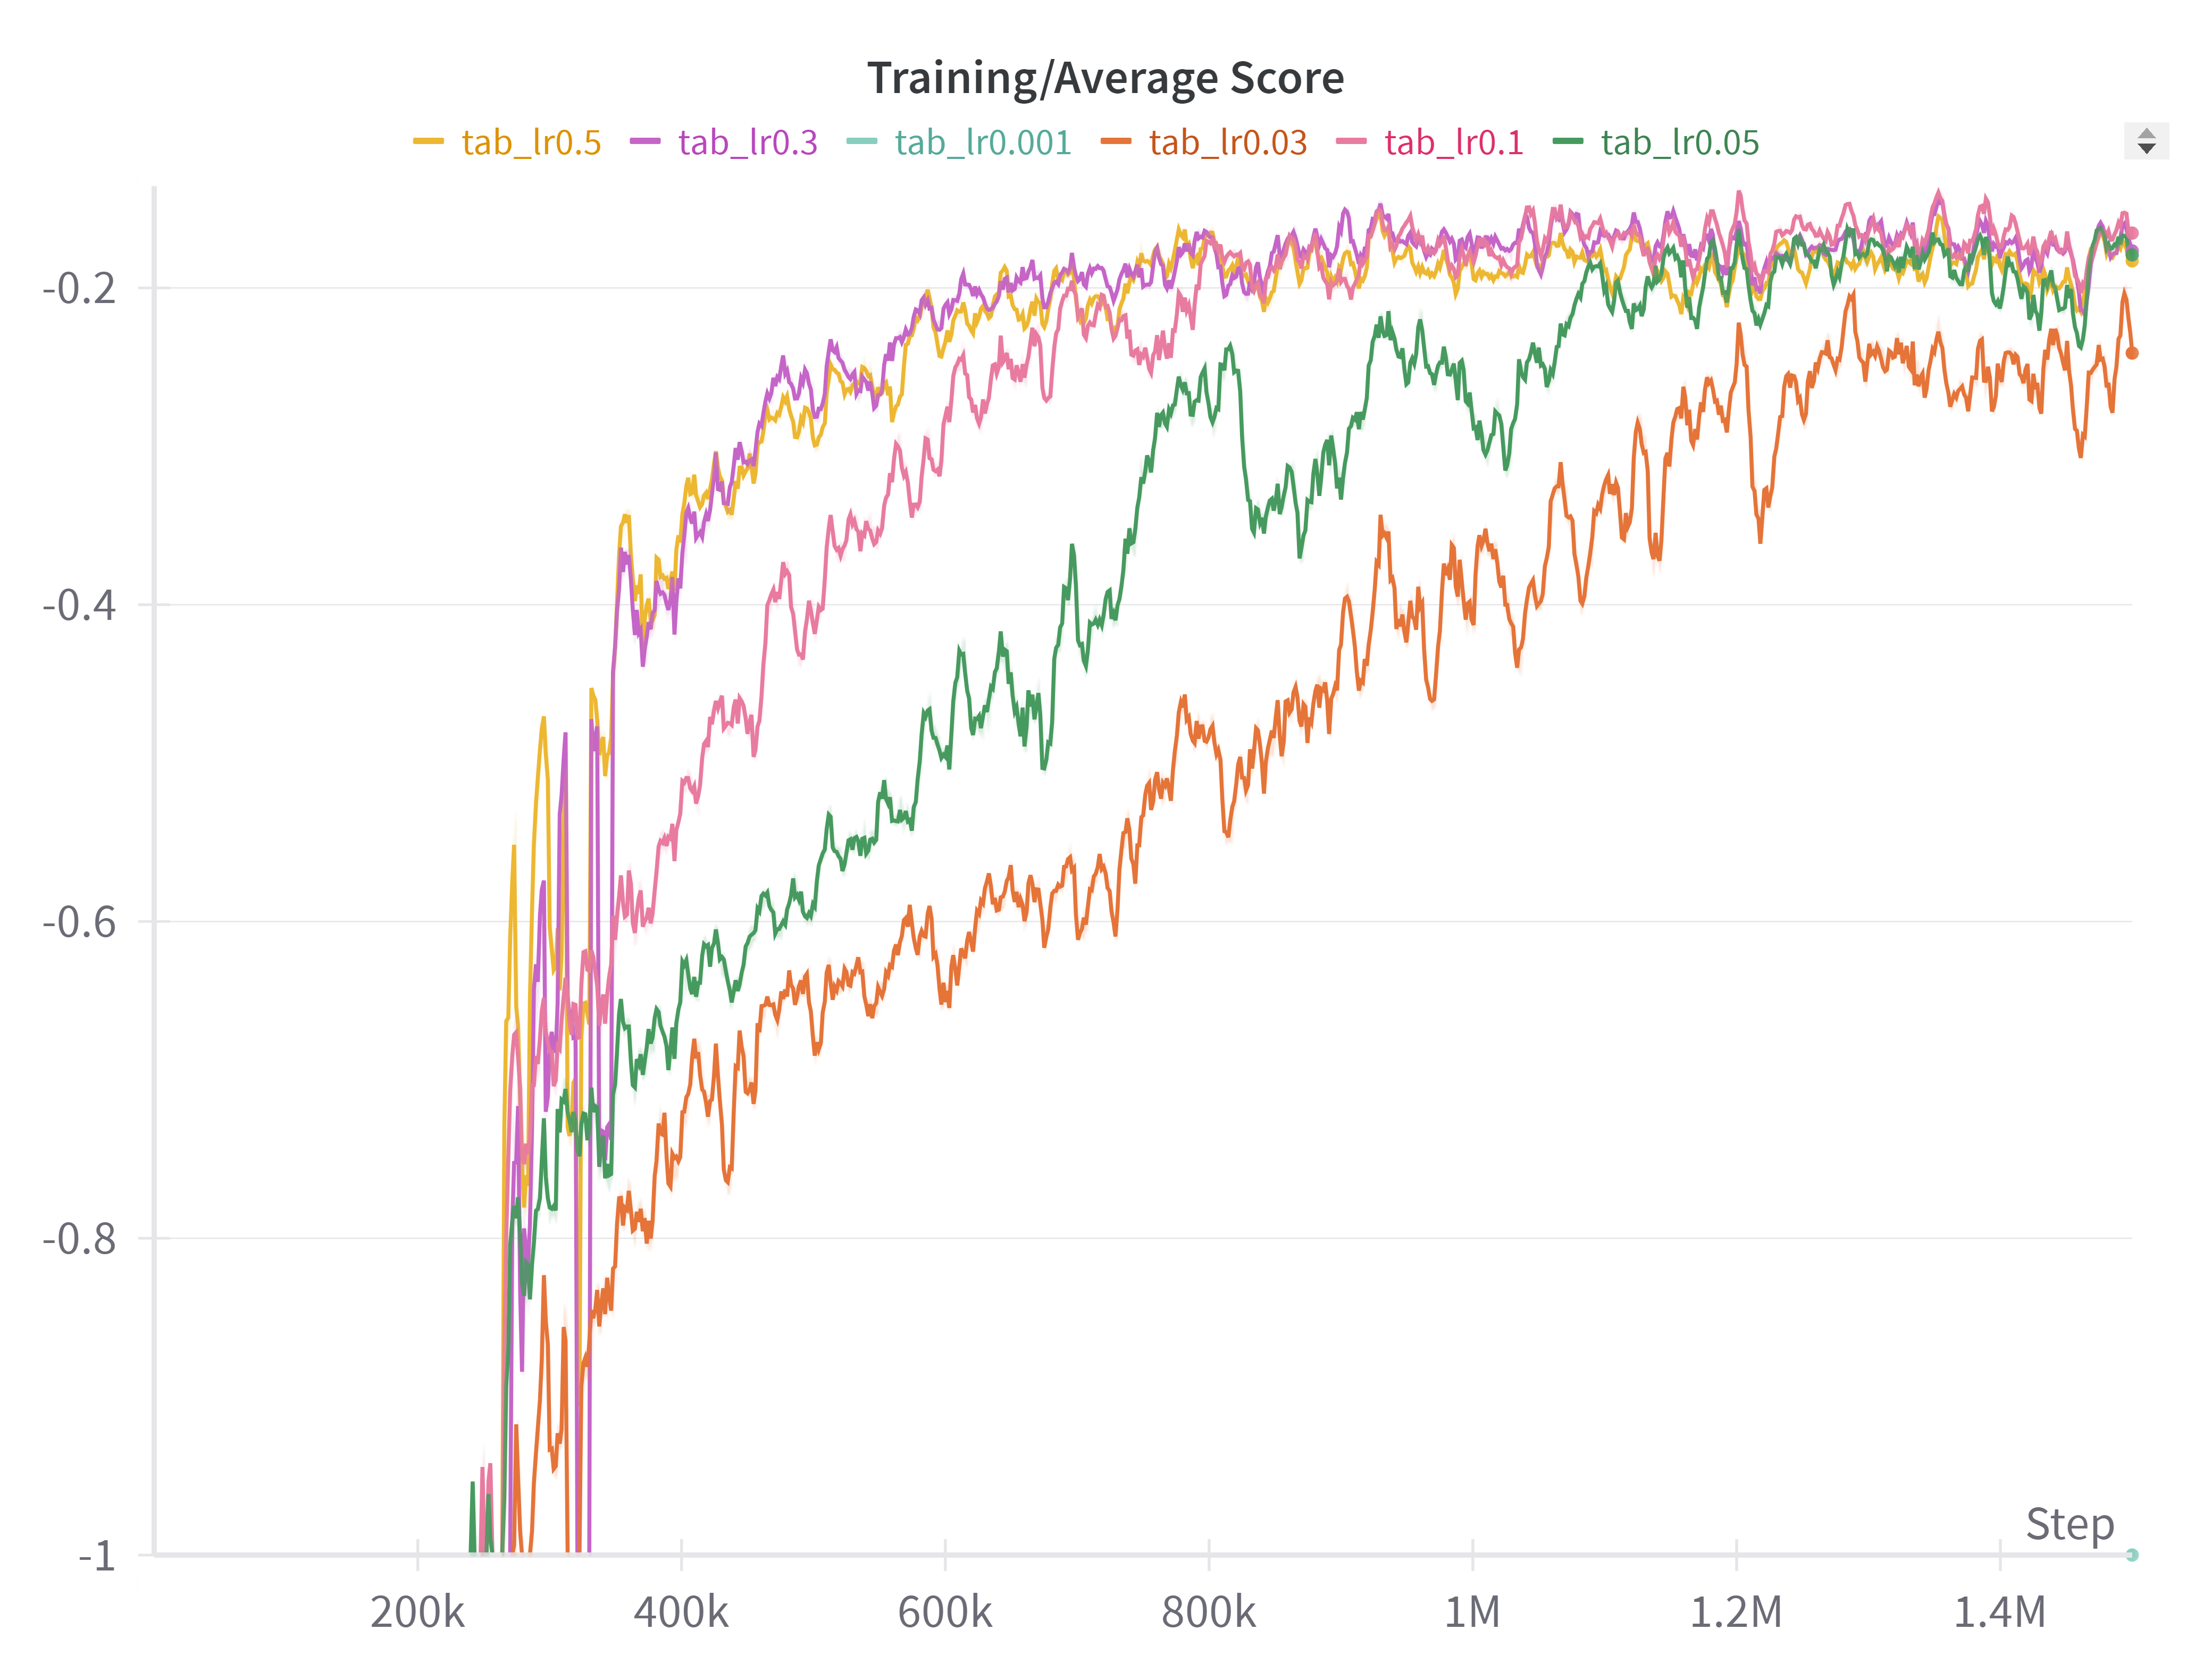 Training/Average Score
tab_lr0.5 tab_lr0.3 tab_lr0.001 tab_lr0.03 tab_lr0.1 tab_lr0.05
-0.2
-0.4
-0.6
-0.8
-1
Step
200k 400k 600k 800k 1M 1.2M 1.4M